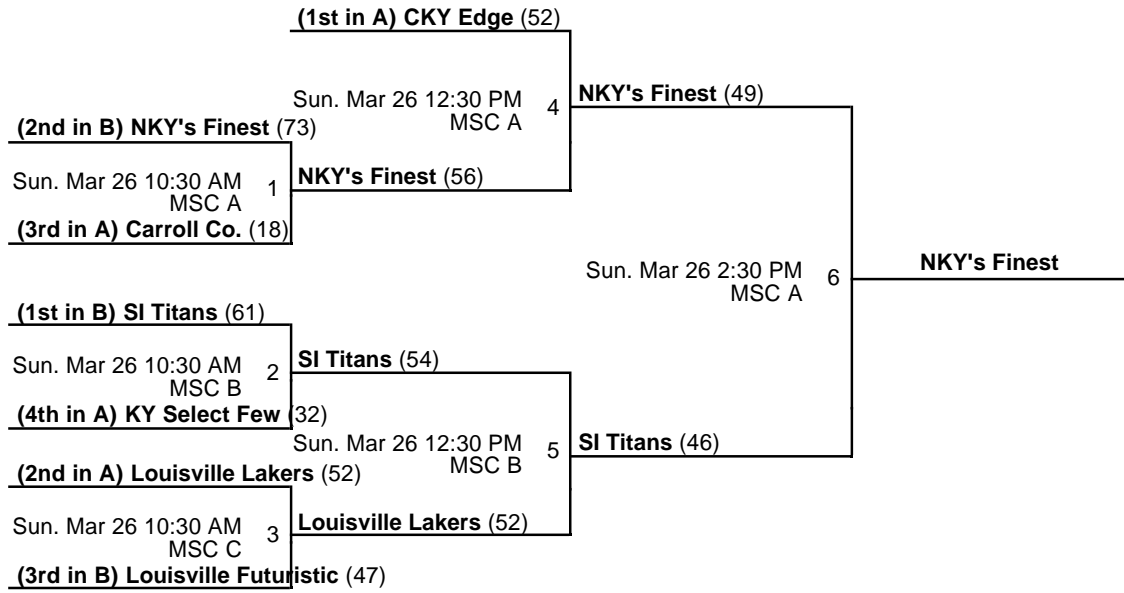 (1st in A) CKY Edge (52)
Sun. Mar 26 12:30 PM 4
MSC A
NKY's Finest (49)
(2nd in B) NKY's Finest (73)
Sun. Mar 26 10:30 AM 1
MSC A
NKY's Finest (56)
(3rd in A) Carroll Co. (18)
Sun. Mar 26 2:30 PM 6
MSC A
NKY's Finest
(1st in B) SI Titans (61)
Sun. Mar 26 10:30 AM 2
MSC B
SI Titans (54)
(4th in A) KY Select Few (32)
Sun. Mar 26 12:30 PM 5
MSC B
SI Titans (46)
(2nd in A) Louisville Lakers (52)
Sun. Mar 26 10:30 AM 3
MSC C
Louisville Lakers (52)
(3rd in B) Louisville Futuristic (47)